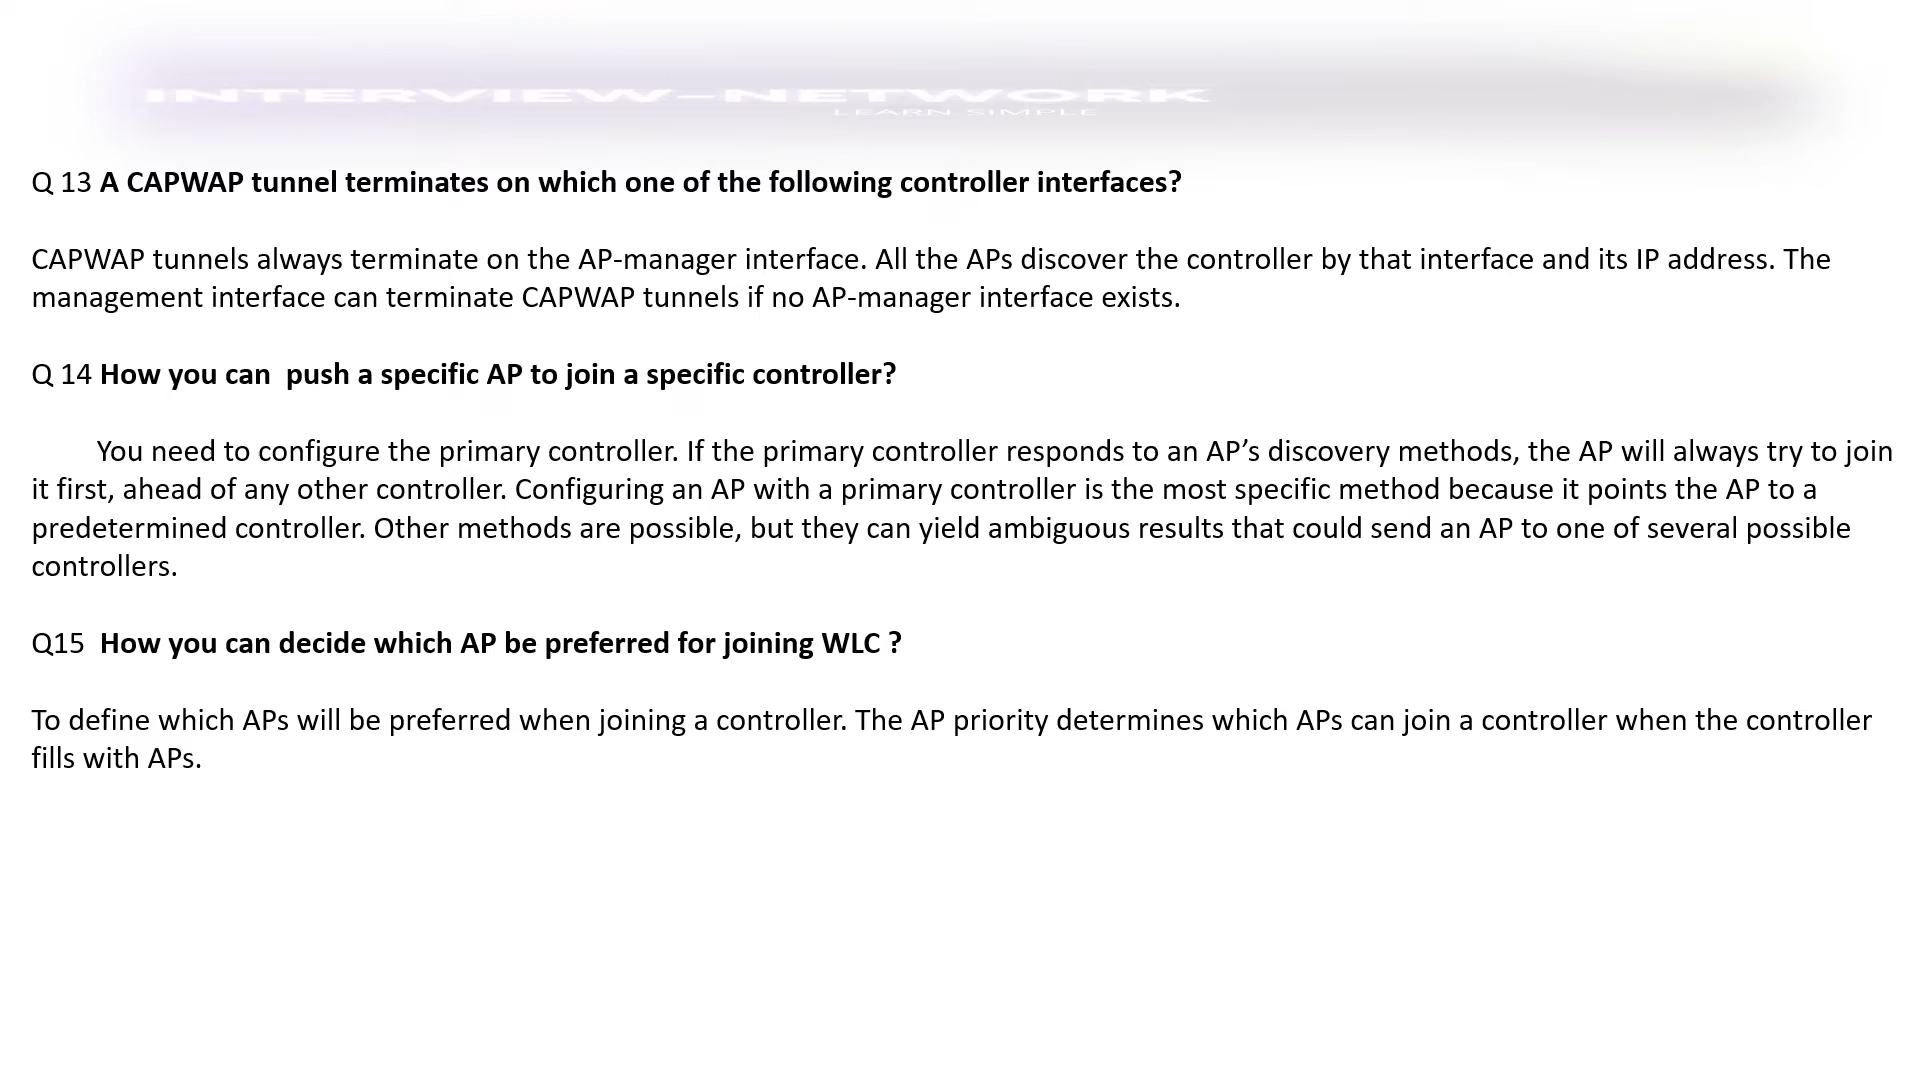 INTERVIEW-NETWORK
LEARN SIMPLE
Q 13 A CAPWAP tunnel terminates on which one of the following controller interfaces?
CAPWAP tunnels always terminate on the AP-manager interface. All the APs discover the controller by that interface and its IP address. The
management interface can terminate CAPWAP tunnels if no AP-manager interface exists.
Q 14 How you can  push a specific AP to join a specific controller?
You need to configure the primary controller. If the primary controller responds to an AP’s discovery methods, the AP will always try to join
it first, ahead of any other controller. Configuring an AP with a primary controller is the most specific method because it points the AP to a
predetermined controller. Other methods are possible, but they can yield ambiguous results that could send an AP to one of several possible
controllers.
Q15  How you can decide which AP be preferred for joining WLC ?
To define which APs will be preferred when joining a controller. The AP priority determines which APs can join a controller when the controller
fills with APs.